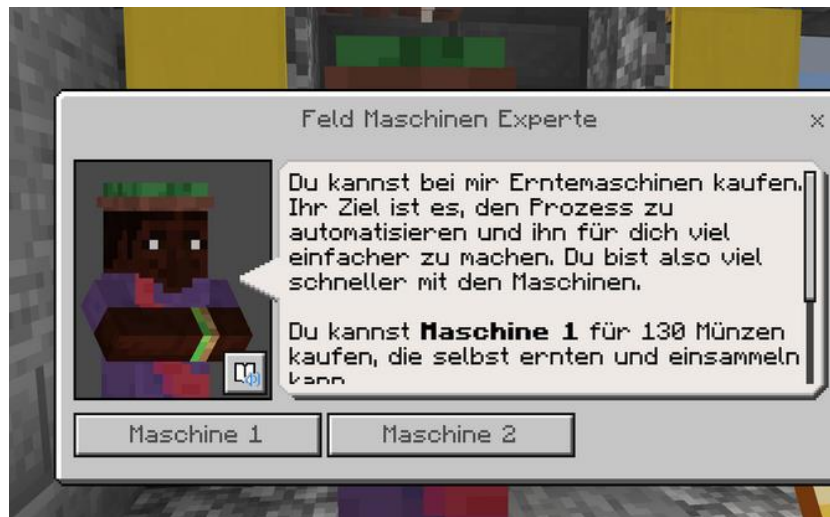 Feld Maschinen Experte
x
Du kannst bei mir Erntemaschinen kaufen.
Ihr Ziel ist es, den Prozess zu
automatisieren und ihn für dich viel
einfacher zu machen. Du bist also viel
schneller mit den Maschinen.
Du kannst Maschine 1 für 130 Münzen
kaufen, die selbst ernten und einsammeln
kann
Maschine 1
Maschine 2